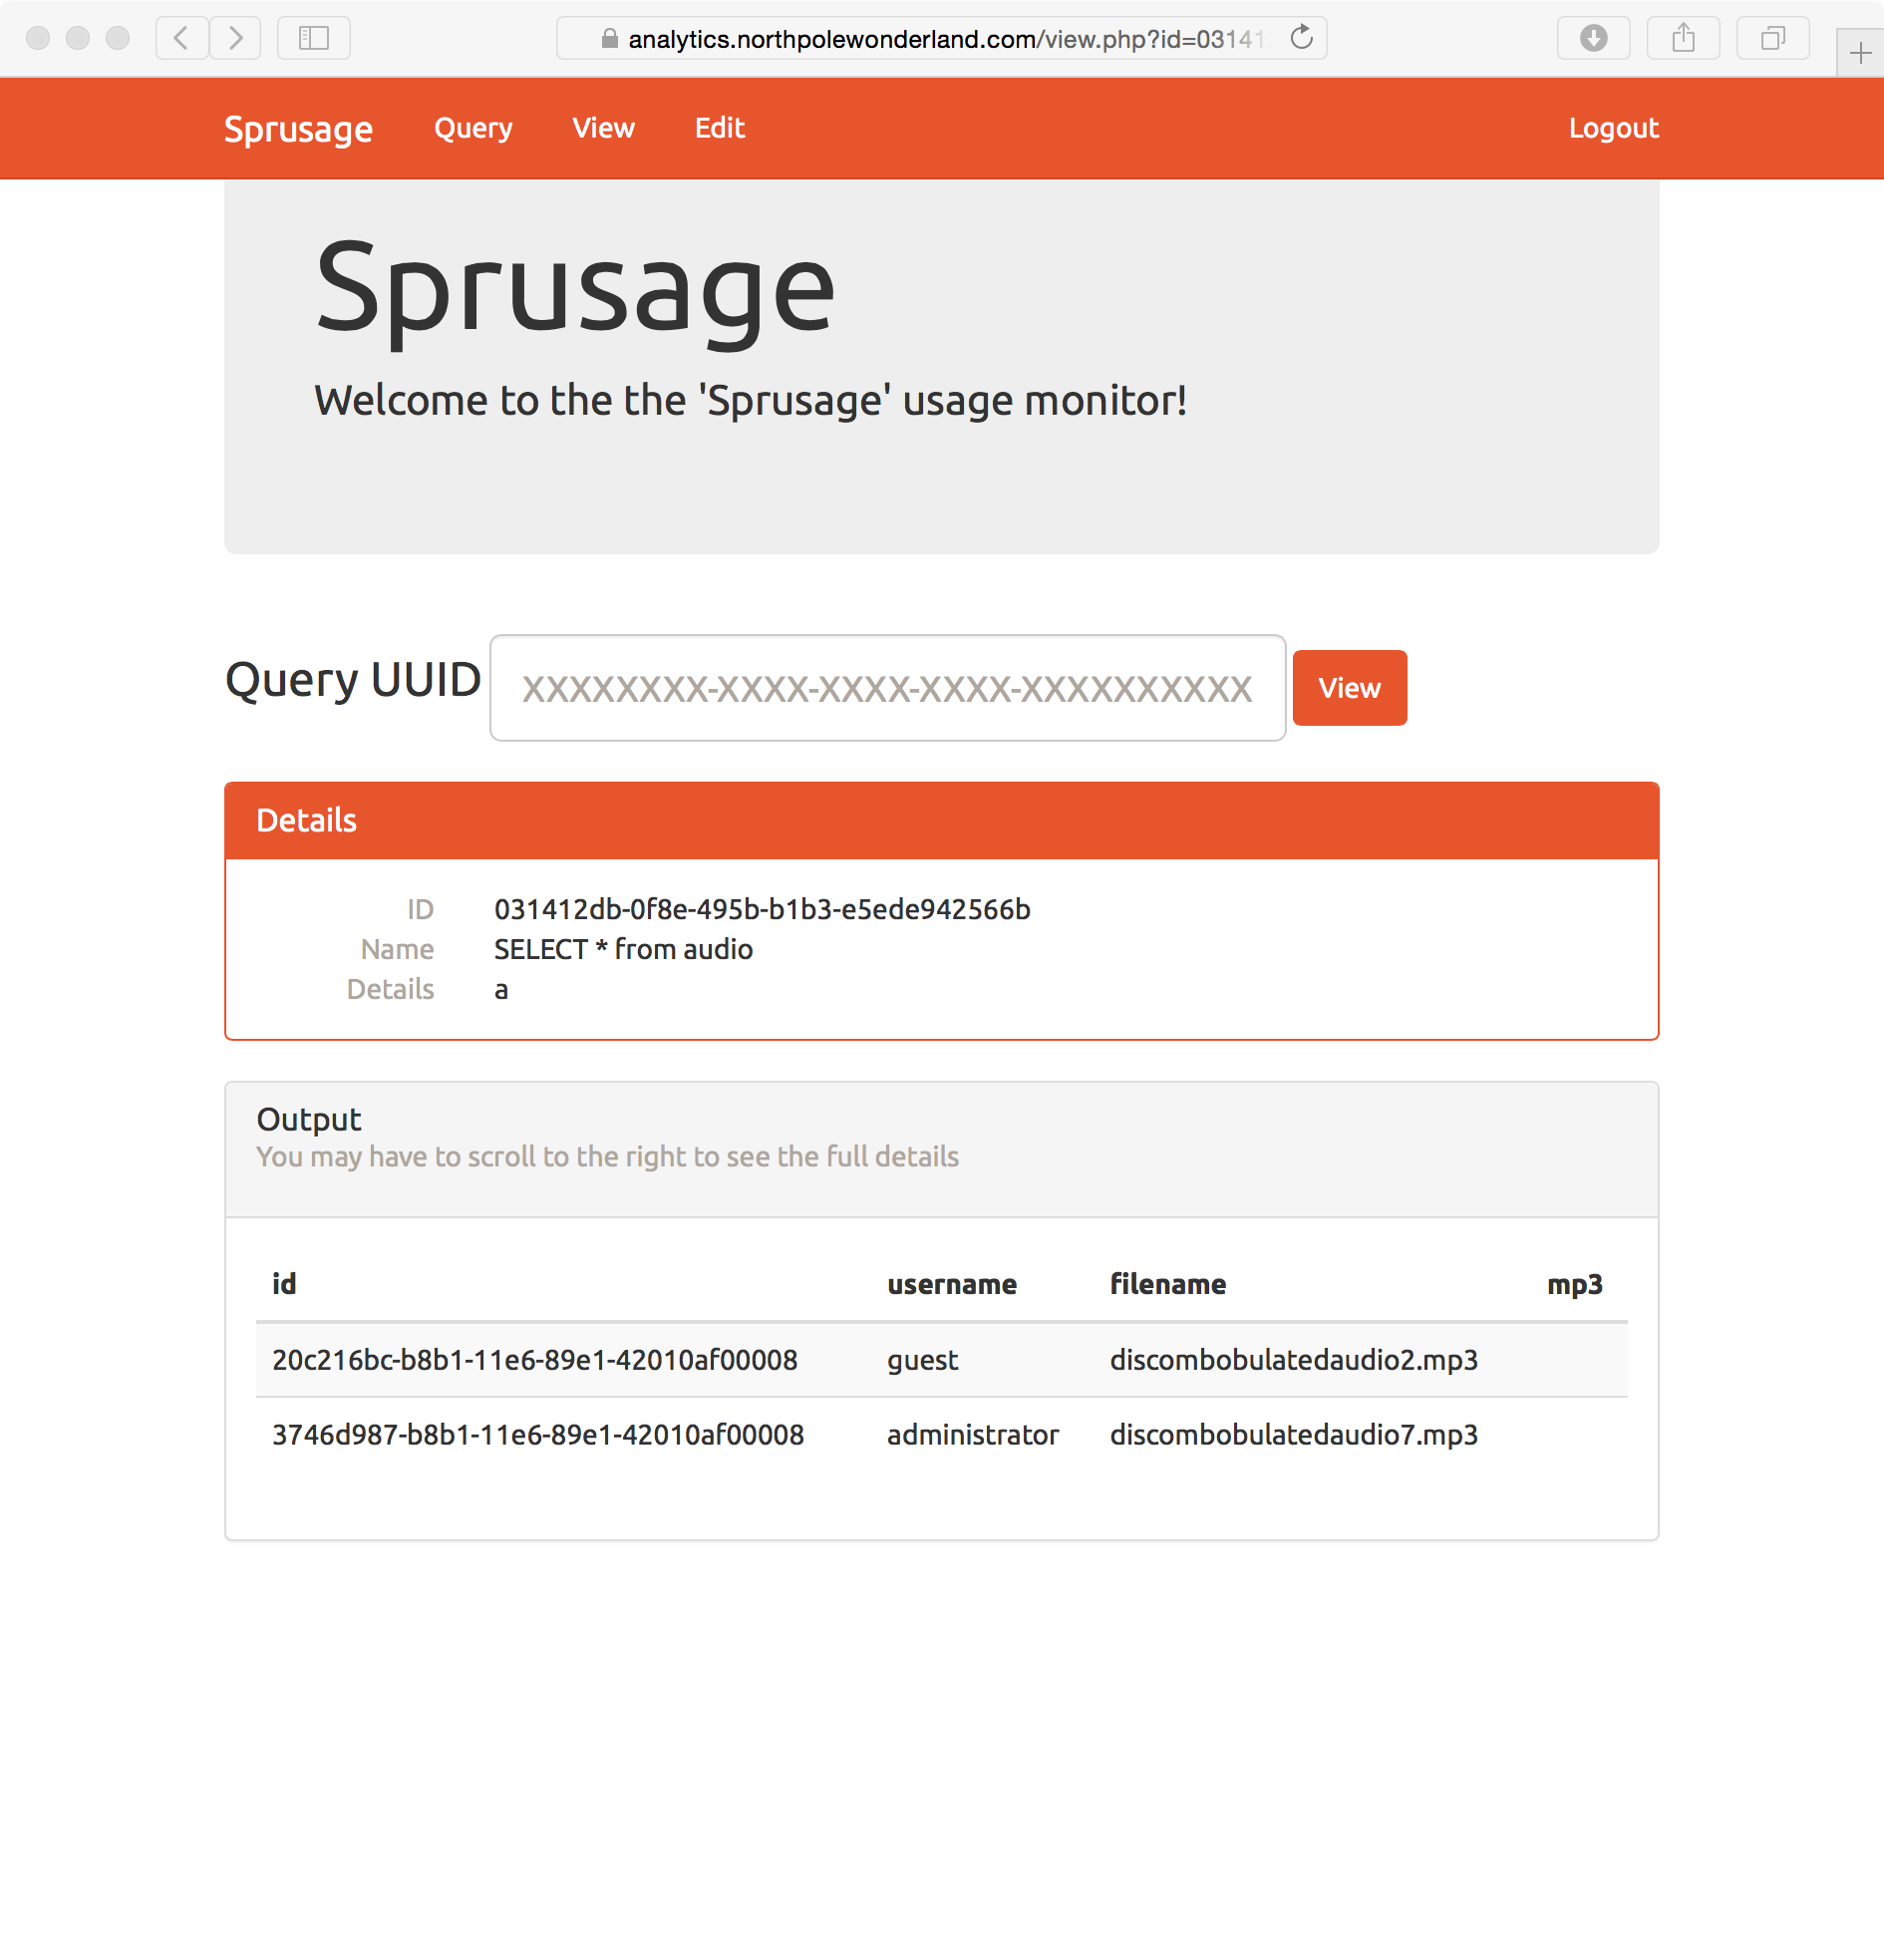 analytics.northpolewonderland.com/view.php?id=03141
Sprusage Query View Edit Logout
Sprusage
Welcome to the the 'Sprusage' usage monitor!
Query UUID XXXXXXXX-XXXX-XXXX-XXXX-XXXXXXXXXX View
Details
ID 031412db-0f8e-495b-b1b3-e5ede942566b
Name SELECT * from audio
Details a
Output
You may have to scroll to the right to see the full details
id username filename mp3
20c216bc-b8b1-11e6-89e1-42010af00008 guest discombobulatedaudio2.mp3
3746d987-b8b1-11e6-89e1-42010af00008 administrator discombobulatedaudio7.mp3